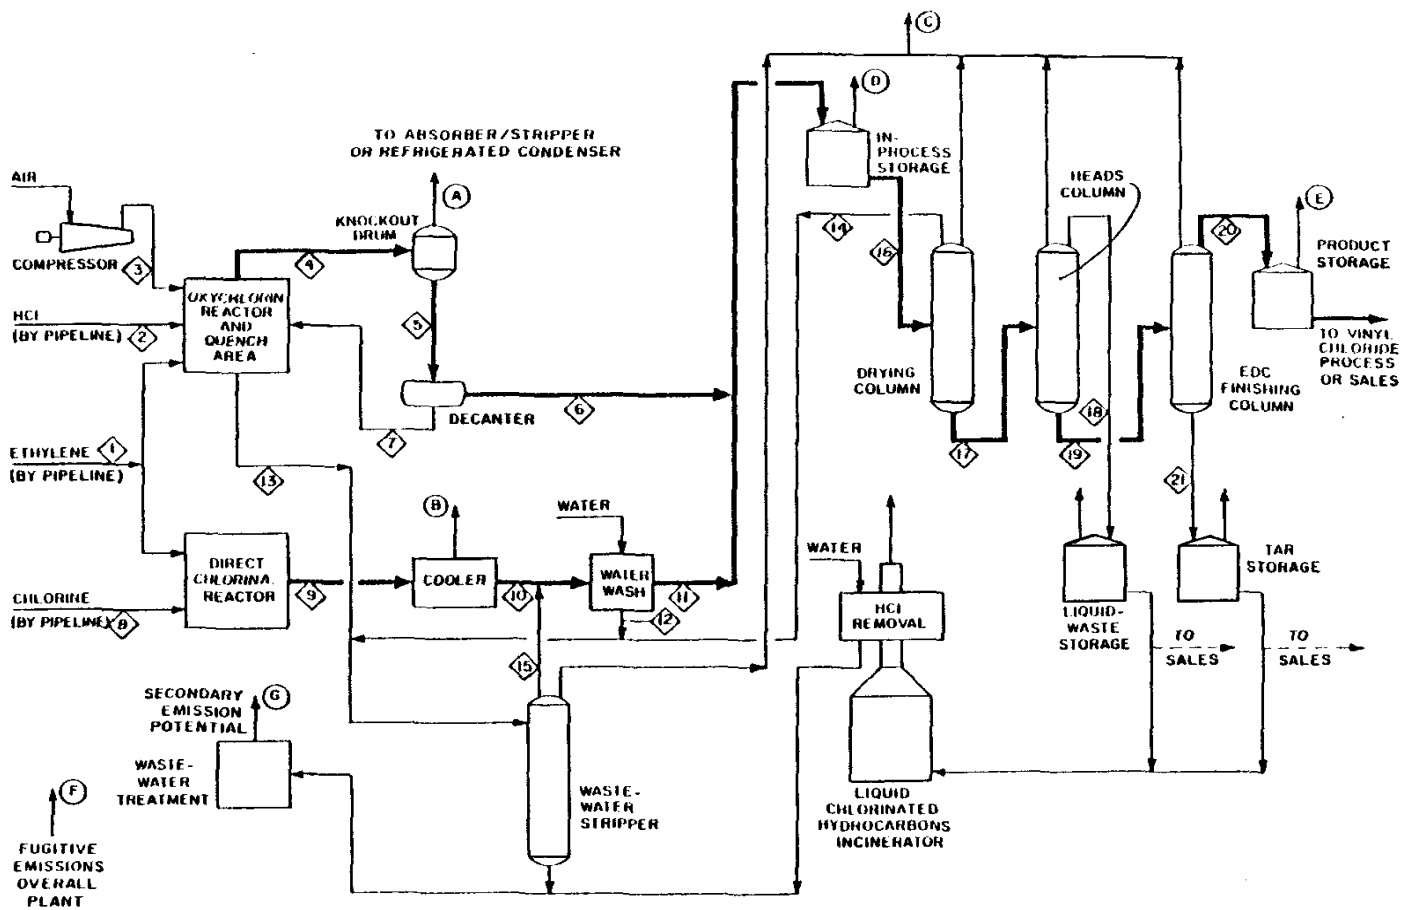 C
D
TO ABSORBER/STRIPPER
OR REFRIGERATED CONDENSER
IN-
PROCESS
STORAGE
AIR
A
HEADS
COLUMN
E
KNOCKOUT
DRUM
14
20
COMPRESSOR
3
4
16
PRODUCT
STORAGE
OXYCHLORIN
REACTOR
AND
QUENCH
AREA
HCl
(BY PIPELINE)
2
5
TO VINYL
CHLORIDE
PROCESS
OR SALES
DRYING
COLUMN
EDC
FINISHING
COLUMN
DECANTER
6
7
18
ETHYLENE
1
(BY PIPELINE)
17
19
13
21
B
WATER
WATER
DIRECT
CHLORINA.
REACTOR
COOLER
WATER
WASH
TAR
STORAGE
9
10
11
CHLORINE
(BY PIPELINE)
8
12
HCl
REMOVAL
LIQUID-
WASTE
STORAGE
TO
SALES
TO
SALES
15
SECONDARY
EMISSION
POTENTIAL
G
WASTE-
WATER
TREATMENT
F
WASTE-
WATER
STRIPPER
LIQUID
CHLORINATED
HYDROCARBONS
INCINERATOR
FUGITIVE
EMISSIONS
OVERALL
PLANT